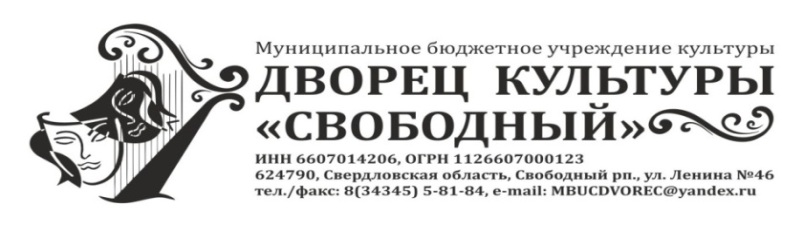 Муниципальное бюджетное учреждение культуры
ДВОРЕЦ КУЛЬТУРЫ
«СВОБОДНЫЙ»
ИНН 6607014206, ОГРН 1126607000123
624790, Свердловская область, Свободный рп., ул. Ленина №46
тел./факс: 8(34345) 5-81-84, e-mail: MBUCDVOREC@yandex.ru